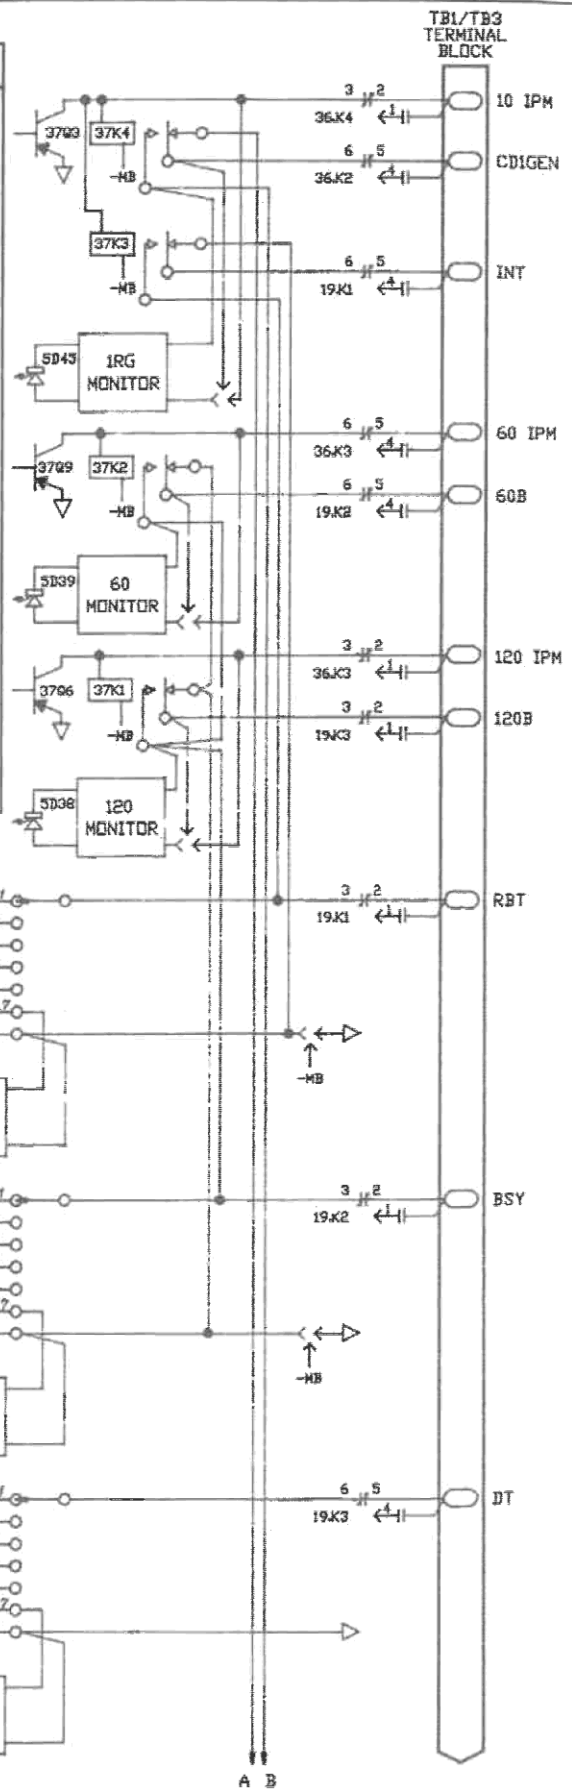 TB1/TB3
TERMINAL
BLOCK
3 2
10 IPM
36K4 1
37Q3 37K4
6 5
CD1GEN
36K2 4
-MB
37K3
6 5
INT
19K1 4
-MB
5D45
1RG
MONITOR
6 5
60 IPM
36K3 4
37Q9 37K2
6 5
60B
19K2 4
-MB
5D39
60
MONITOR
3 2
120 IPM
36K3 1
37Q6 37K1
3 2
120B
19K3 1
-MB
5D38
120
MONITOR
3 2
RBT
19K1 1
7
-MB
3 2
BSY
19K2 1
7
-MB
6 5
DT
19K3 4
7
A B